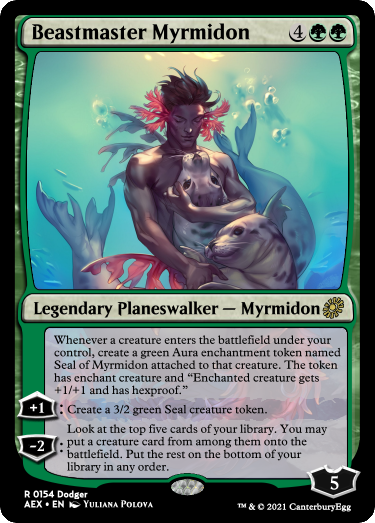 Beastmaster Myrmidon 4
Legendary Planeswalker — Myrmidon
Whenever a creature enters the battlefield under your
control, create a green Aura enchantment token named
Seal of Myrmidon attached to that creature. The token
has enchant creature and “Enchanted creature gets
+1/+1 and has hexproof.”
+1: Create a 3/2 green Seal creature token.
Look at the top five cards of your library. You may
-2: put a creature card from among them onto the
battlefield. Put the rest on the bottom of your
library in any order.
5
R 0154 Dodger
AEX • EN Yuliana Polova
™ & © 2021 CanterburyEgg